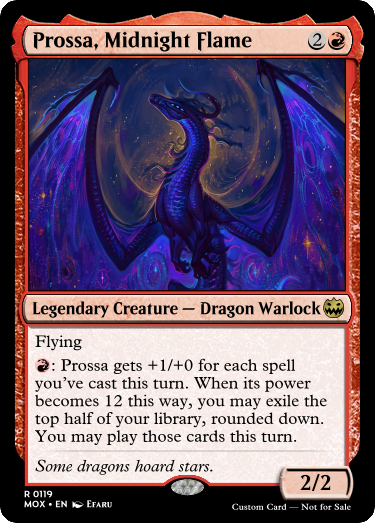 Prossa, Midnight Flame 2
Legendary Creature — Dragon Warlock
Flying
: Prossa gets +1/+0 for each spell
you've cast this turn. When its power
becomes 12 this way, you may exile the
top half of your library, rounded down.
You may play those cards this turn.
Some dragons hoard stars.
2/2
R 0119
MOX • EN Efaru
Custom Card — Not for Sale